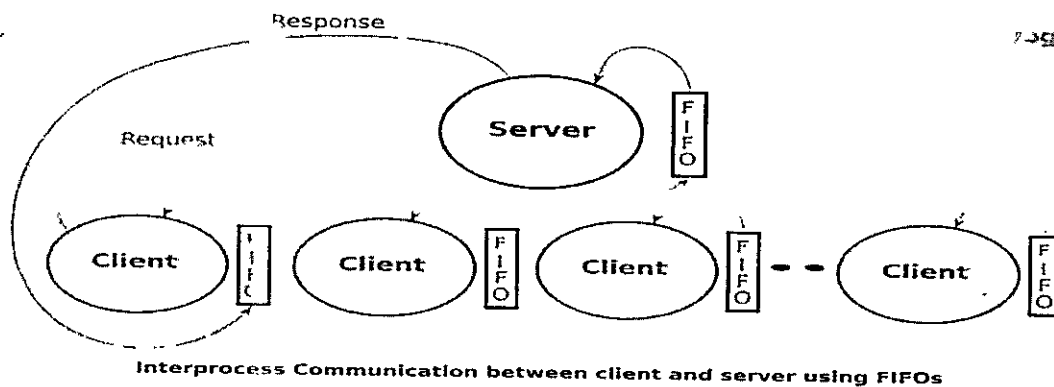 Response
Server
FIFO
Request
Client
Client
FIFO
Client
FIFO
Client
FIFO
Interprocess Communication between client and server using FIFOs